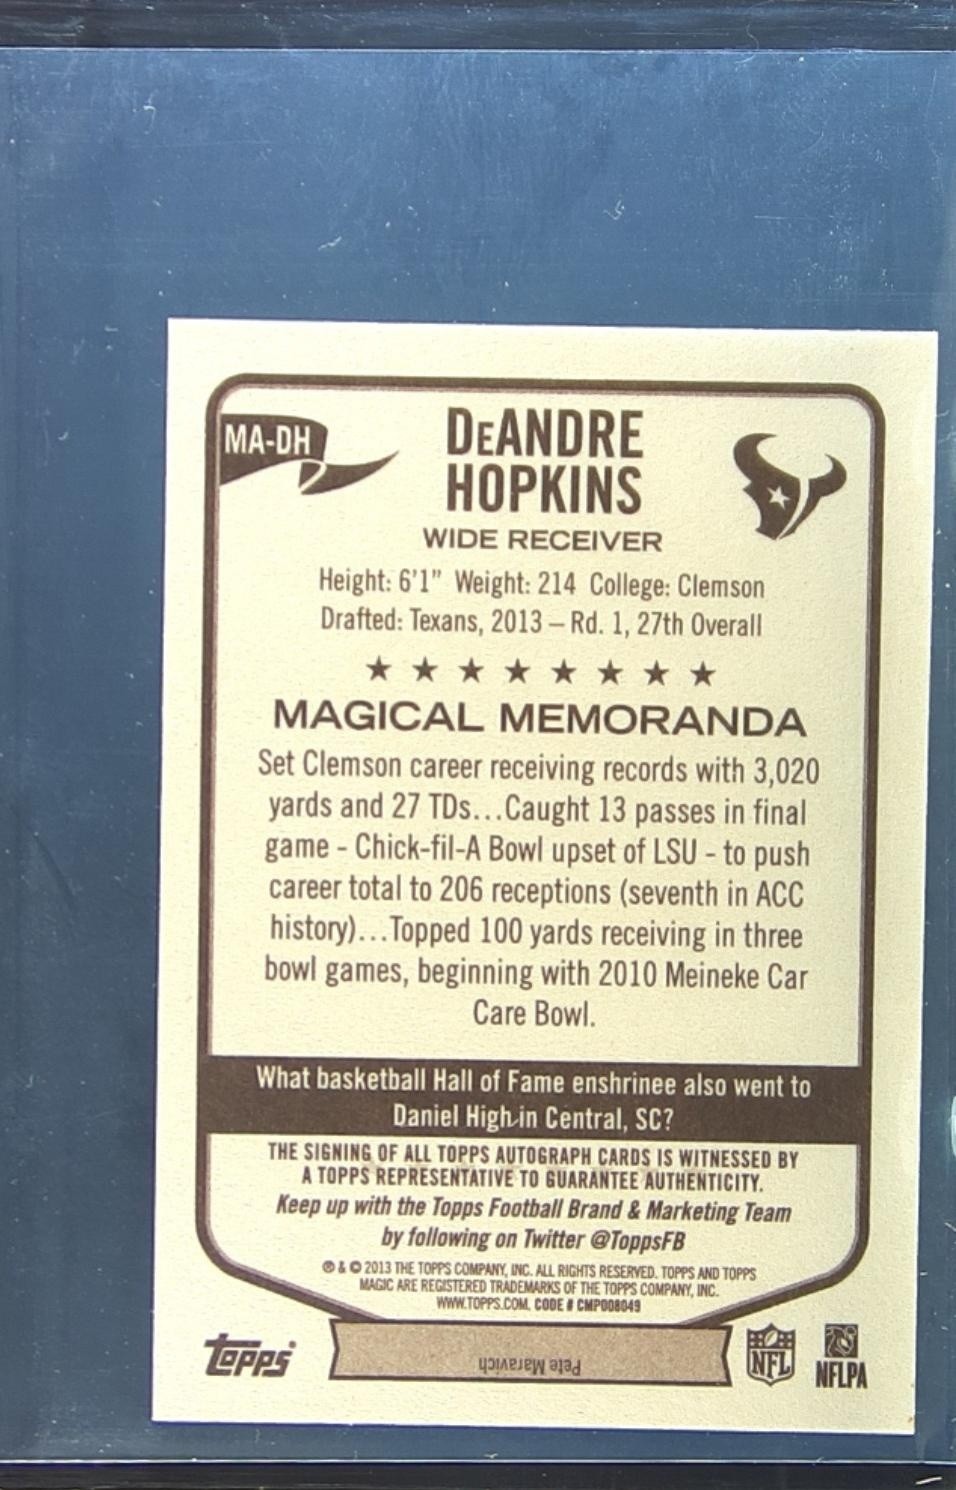 MA-DH
DeANDRE
HOPKINS
WIDE RECEIVER
Height: 6'1" Weight: 214 College: Clemson
Drafted: Texans, 2013 – Rd. 1, 27th Overall
★ ★ ★ ★ ★ ★ ★ ★
MAGICAL MEMORANDA
Set Clemson career receiving records with 3,020
yards and 27 TDs...Caught 13 passes in final
game - Chick-fil-A Bowl upset of LSU - to push
career total to 206 receptions (seventh in ACC
history)...Topped 100 yards receiving in three
bowl games, beginning with 2010 Meineke Car
Care Bowl.
What basketball Hall of Fame enshrinee also went to
Daniel High in Central, SC?
THE SIGNING OF ALL TOPPS AUTOGRAPH CARDS IS WITNESSED BY
A TOPPS REPRESENTATIVE TO GUARANTEE AUTHENTICITY.
Keep up with the Topps Football Brand & Marketing Team
by following on Twitter @ToppsFB
® & © 2013 THE TOPPS COMPANY, INC. ALL RIGHTS RESERVED. TOPPS AND TOPPS
MAGIC ARE REGISTERED TRADEMARKS OF THE TOPPS COMPANY, INC.
WWW.TOPPS.COM. CODE # CMP008049
Topps
Pete Maravich
NFL
NFLPA